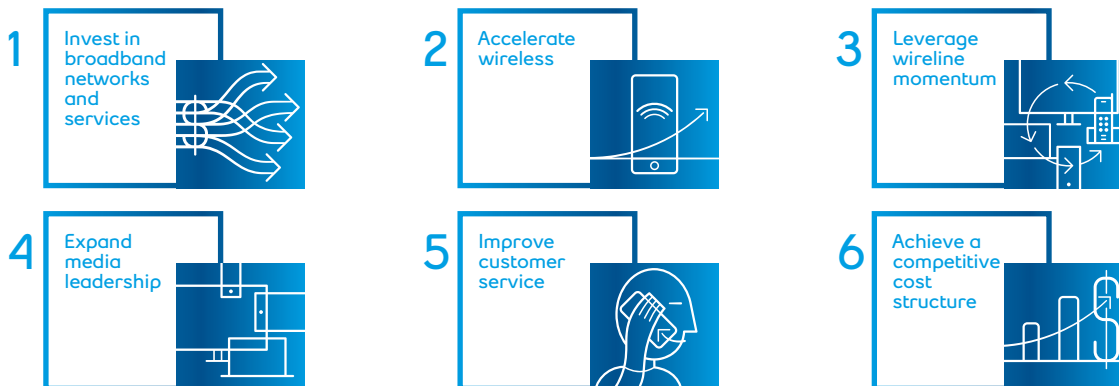 1
Invest in
broadband
networks
and
services
2
Accelerate
wireless
3
Leverage
wireline
momentum
4
Expand
media
leadership
5
Improve
customer
service
6
Achieve a
competitive
cost
structure
$